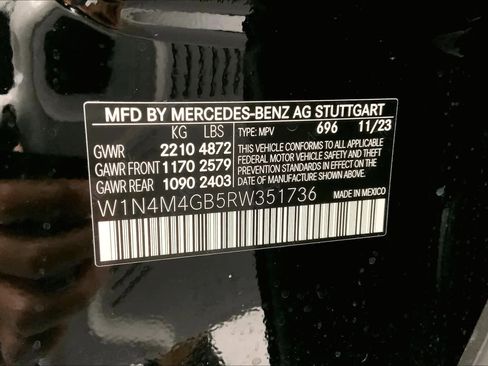 MFD BY MERCEDES-BENZ AG STUTTGART
KG LBS TYPE: MPV 696 11/23
GWR 2210 4872
GAWR FRONT 1170 2579
GAWR REAR 1090 2403
THIS VEHICLE CONFORMS TO ALL APPLICABLE
FEDERAL MOTOR VEHICLE SAFETY AND THEFT
PREVENTION STANDARDS IN EFFECT ON THE
DATE OF MANUFACTURE SHOWN ABOVE.
W1N4M4GB5RW351736 MADE IN MEXICO